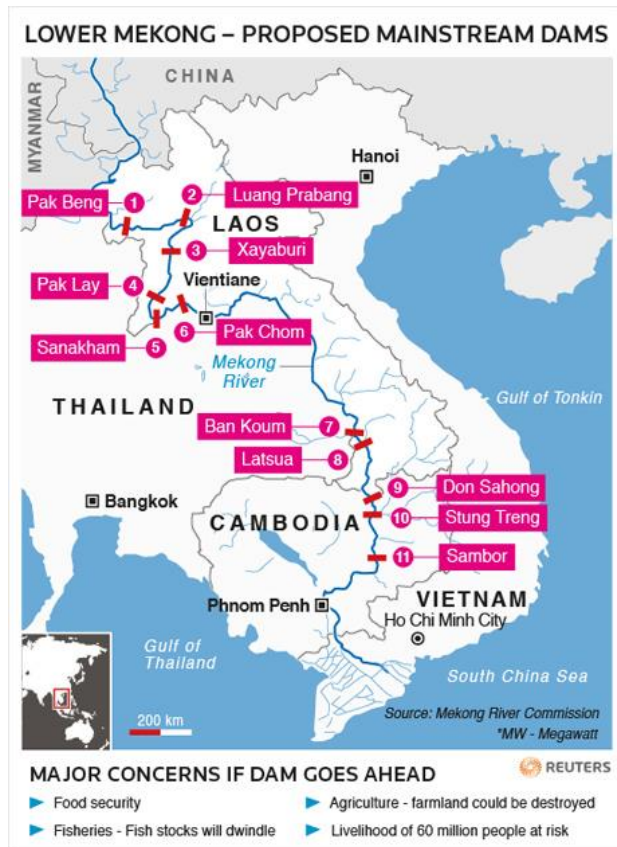 LOWER MEKONG – PROPOSED MAINSTREAM DAMS
CHINA
MYANMAR
Hanoi
Pak Beng
1
2
Luang Prabang
LAOS
3
Xayaburi
Pak Lay
4
Vientiane
Sanakham
5
6
Pak Chom
Mekong
River
THAILAND
Gulf of Tonkin
Ban Koum
7
Latsua
8
9
Don Sahong
Bangkok
CAMBODIA
10
Stung Treng
11
Sambor
Phnom Penh
VIETNAM
Ho Chi Minh City
Gulf of
Thailand
South China Sea
200 km
Source: Mekong River Commission
*MW - Megawatt
REUTERS
MAJOR CONCERNS IF DAM GOES AHEAD
Food security
Agriculture - farmland could be destroyed
Fisheries - Fish stocks will dwindle
Livelihood of 60 million people at risk